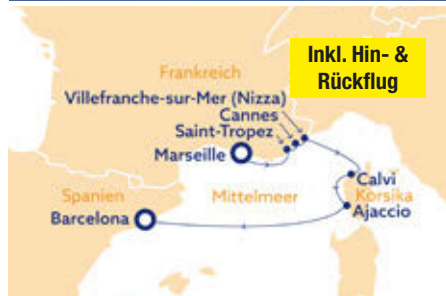 Inkl. Hin- &
Rückflug
Frankreich
Villefranche-sur-Mer (Nizza)
Cannes
Saint-Tropez
Marseille
Calvi
Spanien
Mittelmeer
Korsika
Barcelona
Ajaccio